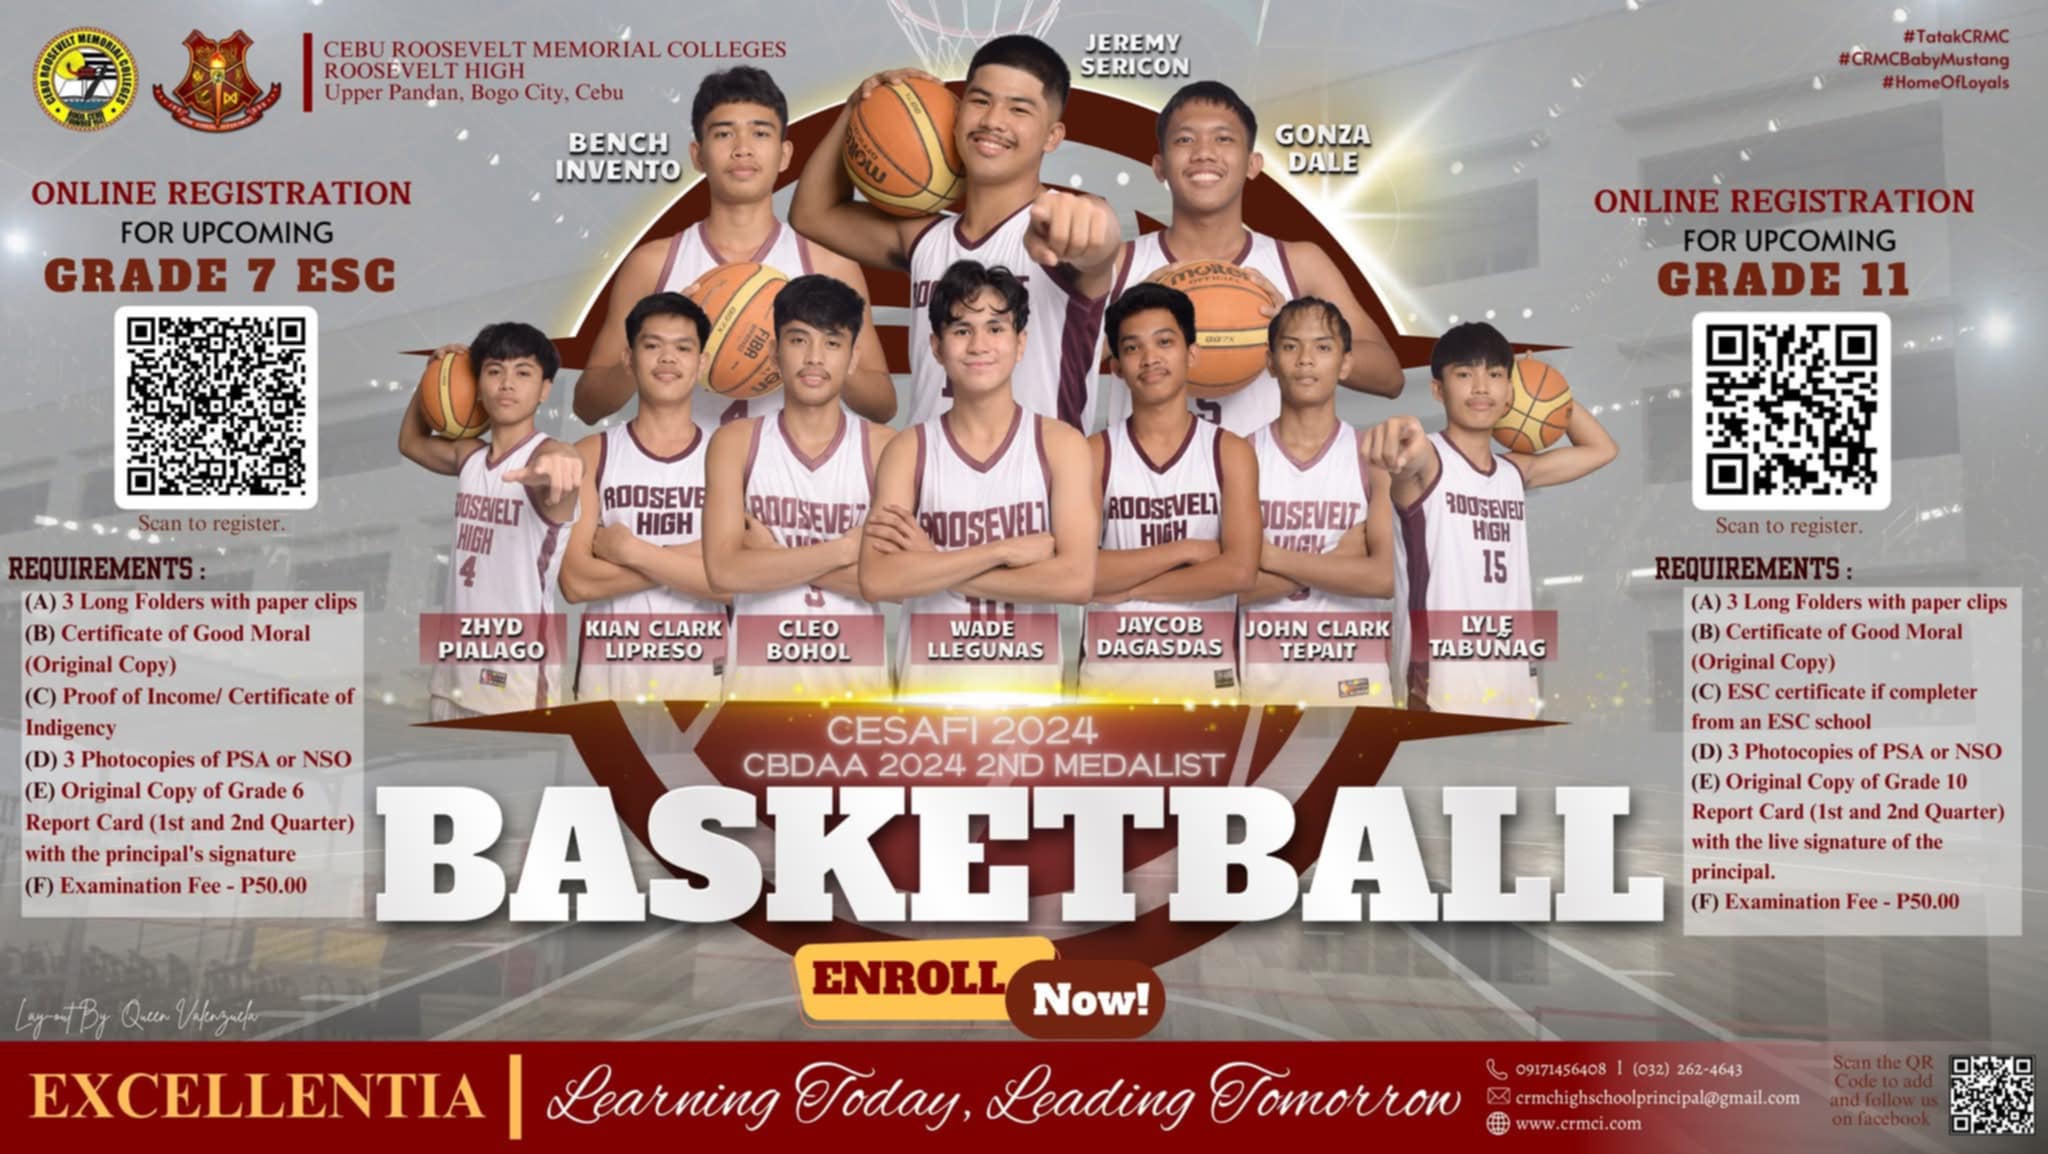 CEBU ROOSEVELT MEMORIAL COLLEGES
ROOSEVELT HIGH
Upper Pandan, Bogo City, Cebu
#TatakCRMC
#CRMCBabyMustang
#HomeOfLoyals
JEREMY
SERICON
BENCH
INVENTO
GONZA
DALE
ONLINE REGISTRATION
FOR UPCOMING
GRADE 7 ESC
Scan to register.
REQUIREMENTS :
(A) 3 Long Folders with paper clips
(B) Certificate of Good Moral
(Original Copy)
(C) Proof of Income/ Certificate of
Indigency
(D) 3 Photocopies of PSA or NSO
(E) Original Copy of Grade 6
Report Card (1st and 2nd Quarter)
with the principal's signature
(F) Examination Fee - P50.00
ONLINE REGISTRATION
FOR UPCOMING
GRADE 11
Scan to register.
REQUIREMENTS :
(A) 3 Long Folders with paper clips
(B) Certificate of Good Moral
(Original Copy)
(C) ESC certificate if completer
from an ESC school
(D) 3 Photocopies of PSA or NSO
(E) Original Copy of Grade 10
Report Card (1st and 2nd Quarter)
with the live signature of the
principal.
(F) Examination Fee - P50.00
molten
FIBA
molten
HIGH
4
ROOSEVELT
HIGH
ROOSEVELT
ROOSEVELT
HIGH
ROOSEVELT
HIGH
15
ZHYD
PIALAGO
KIAN CLARK
LIPRESO
CLEO
BOHOL
WADE
LLEGUNAS
JAYCOB
DAGASDAS
JOHN CLARK
TEPAIT
LYLE
TABUÑAG
CESAFI 2024
CBDAA 2024 2ND MEDALIST
BASKETBALL
ENROLL
Now!
Lay-out By: Queen Valenzuela
EXCELLENTIA
Learning Today, Leading Tomorrow
09171456408 | (032) 262-4643
crmchighschoolprincipal@gmail.com
www.crmci.com
Scan the QR
Code to add
and follow us
on facebook